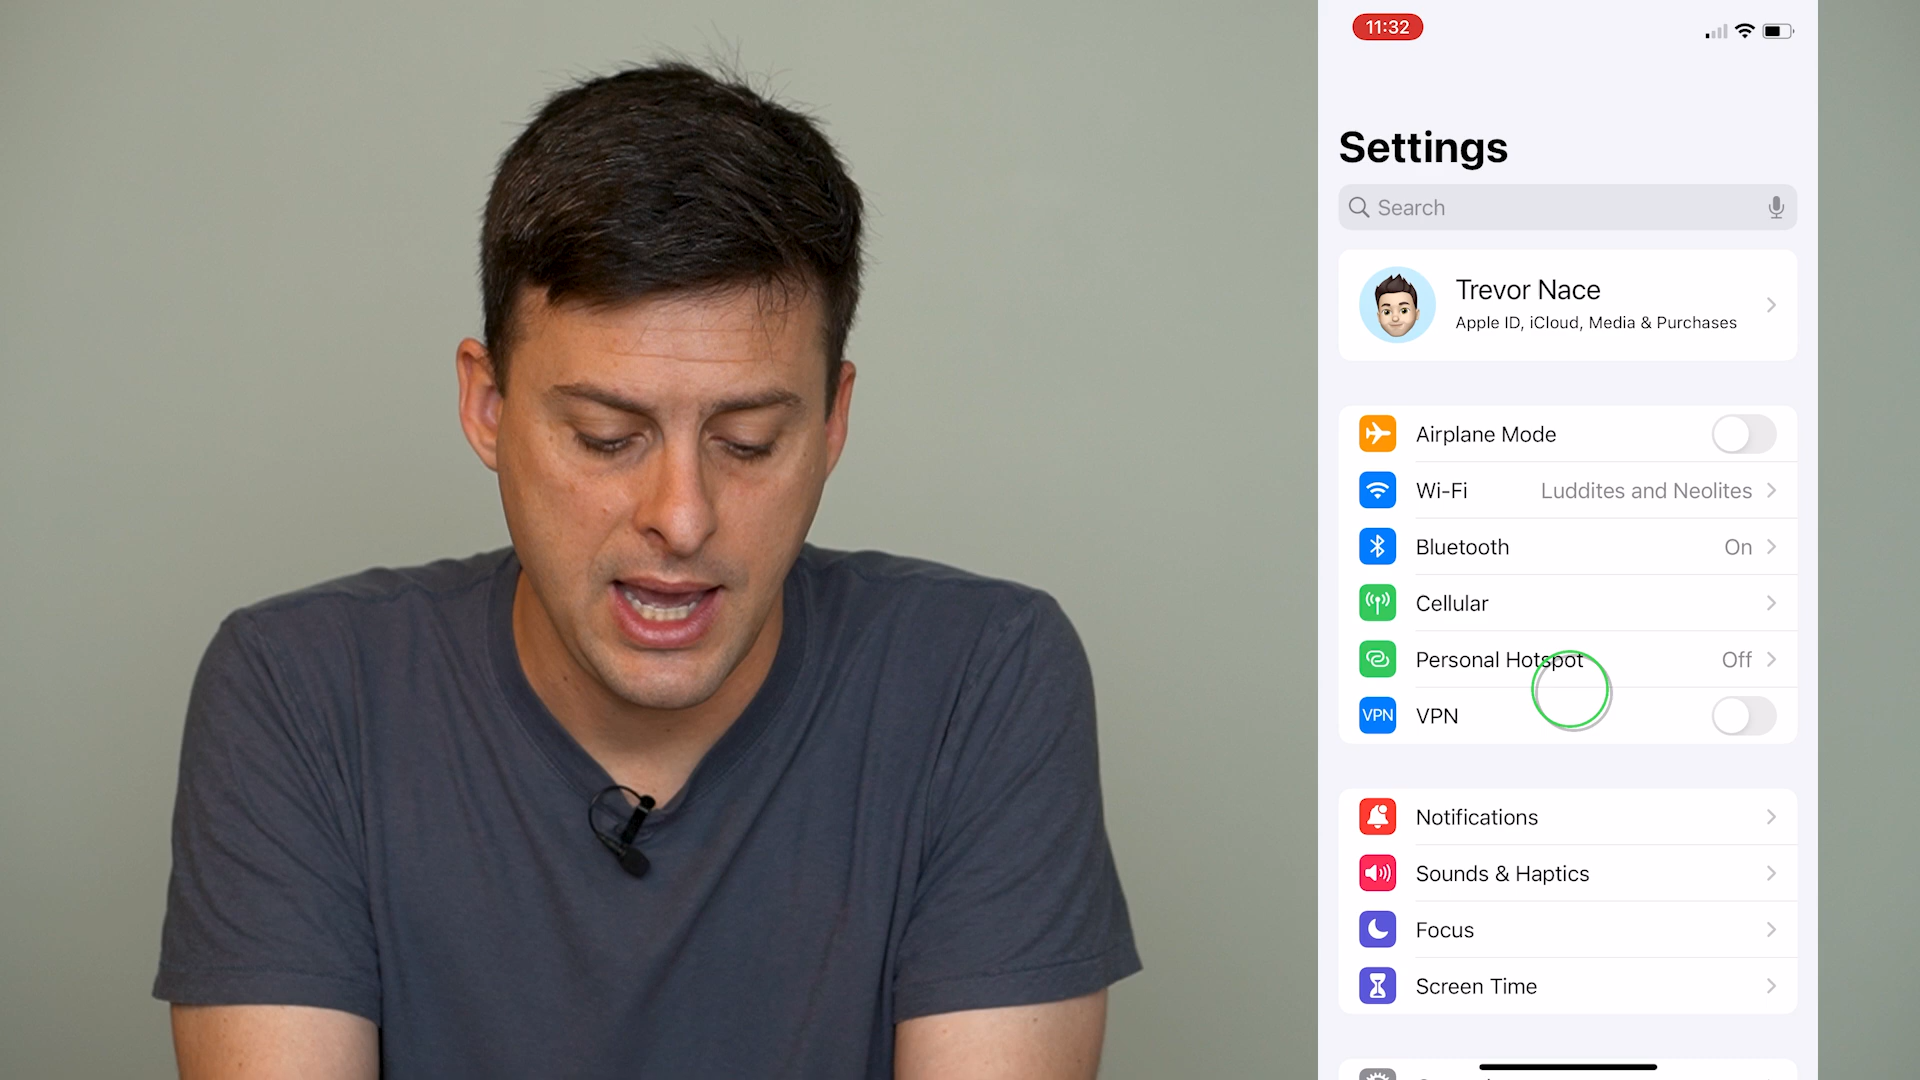 11:32
Settings
Search
Trevor Nace
Apple ID, iCloud, Media & Purchases
Airplane Mode
Wi-Fi Luddites and Neolites
Bluetooth On
Cellular
Personal Hotspot Off
VPN VPN
Notifications
Sounds & Haptics
Focus
Screen Time